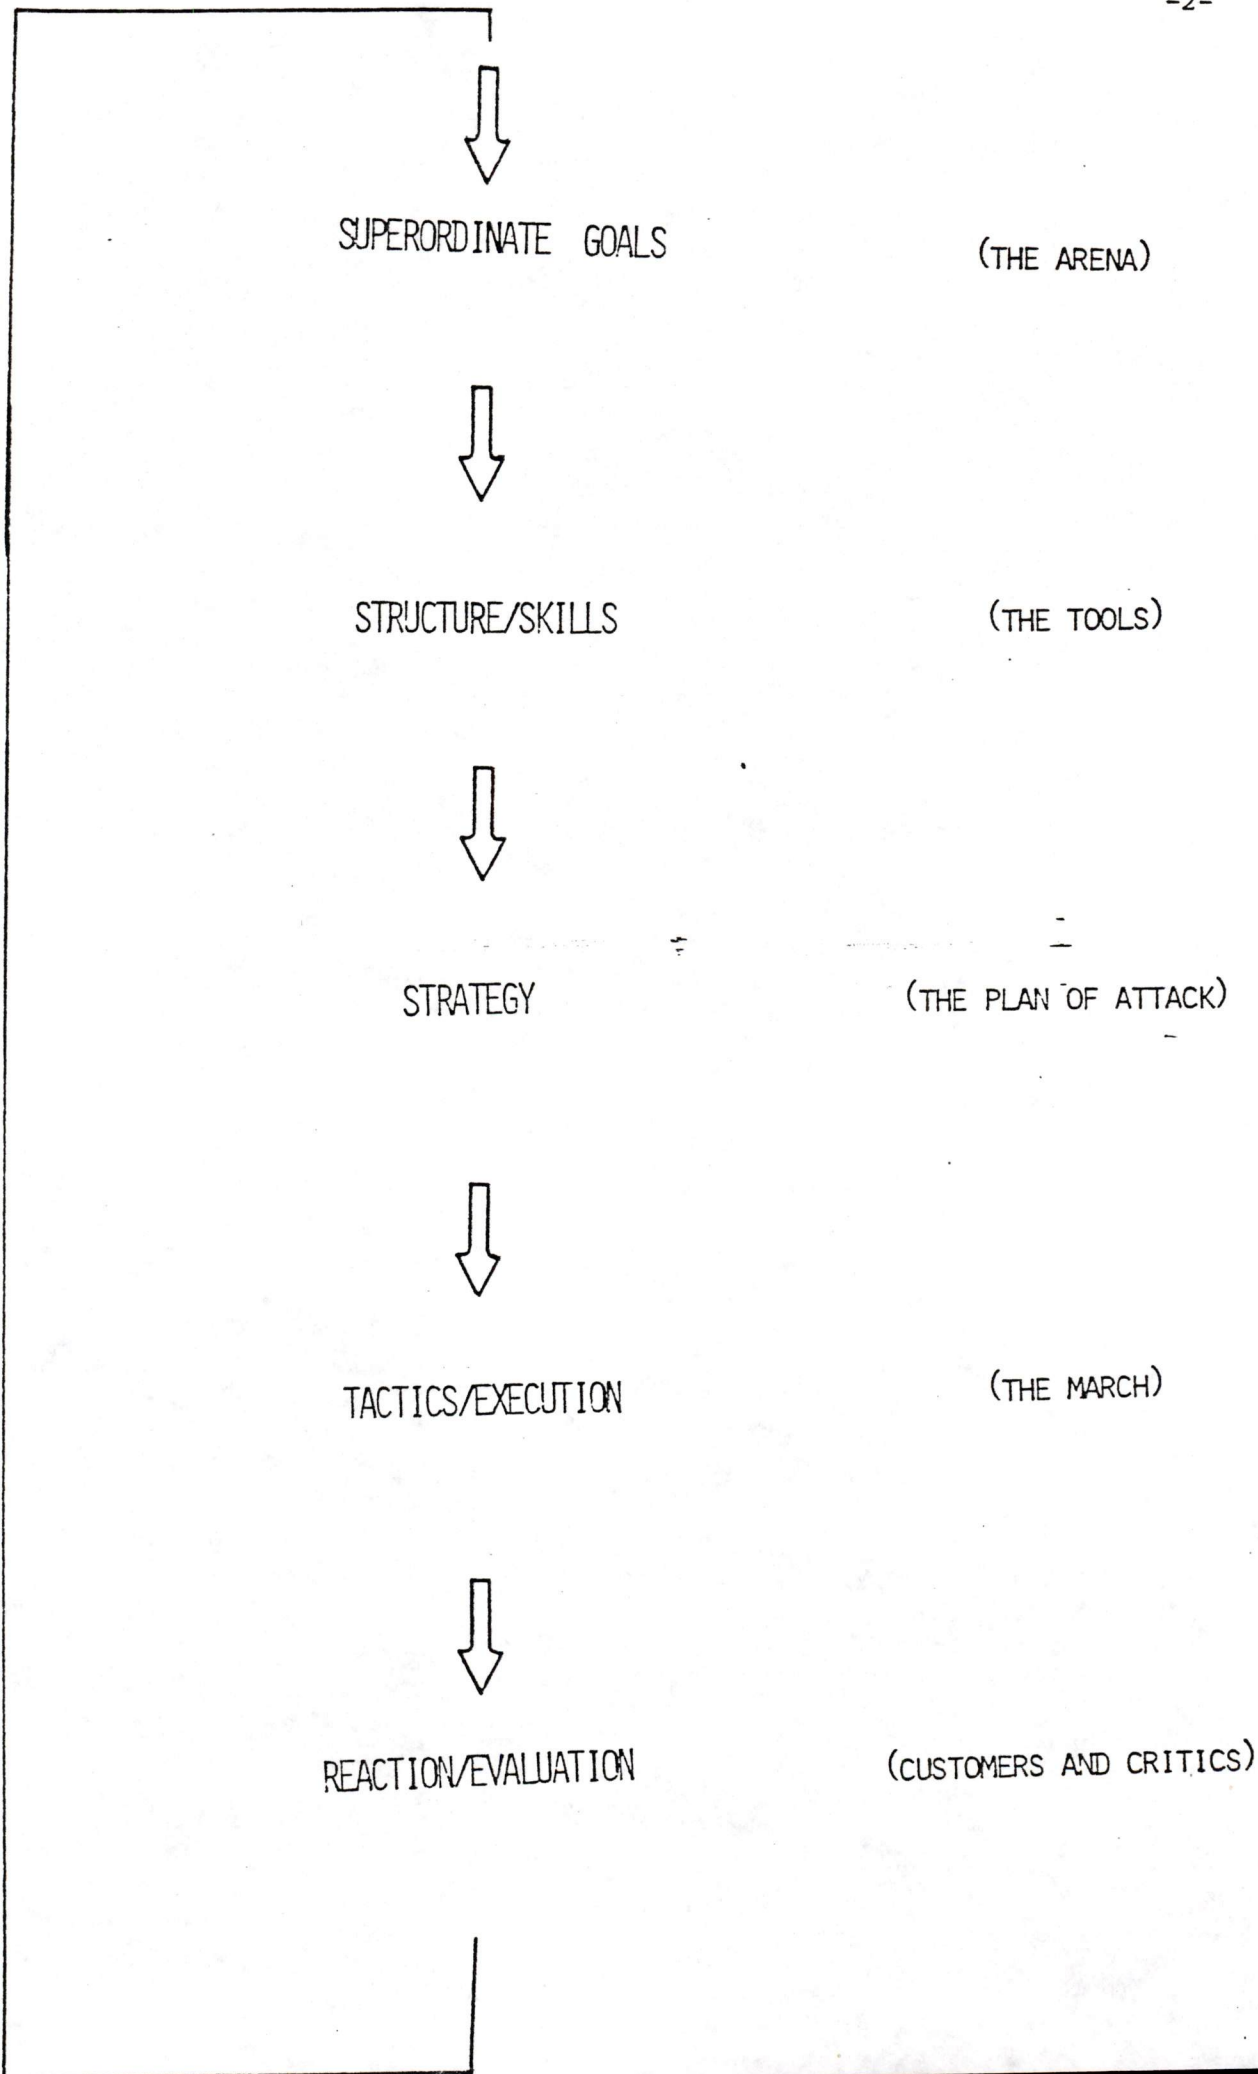 -2-
SUPERORDINATE GOALS (THE ARENA)
STRUCTURE/SKILLS (THE TOOLS)
STRATEGY (THE PLAN OF ATTACK)
TACTICS/EXECUTION (THE MARCH)
REACTION/EVALUATION (CUSTOMERS AND CRITICS)